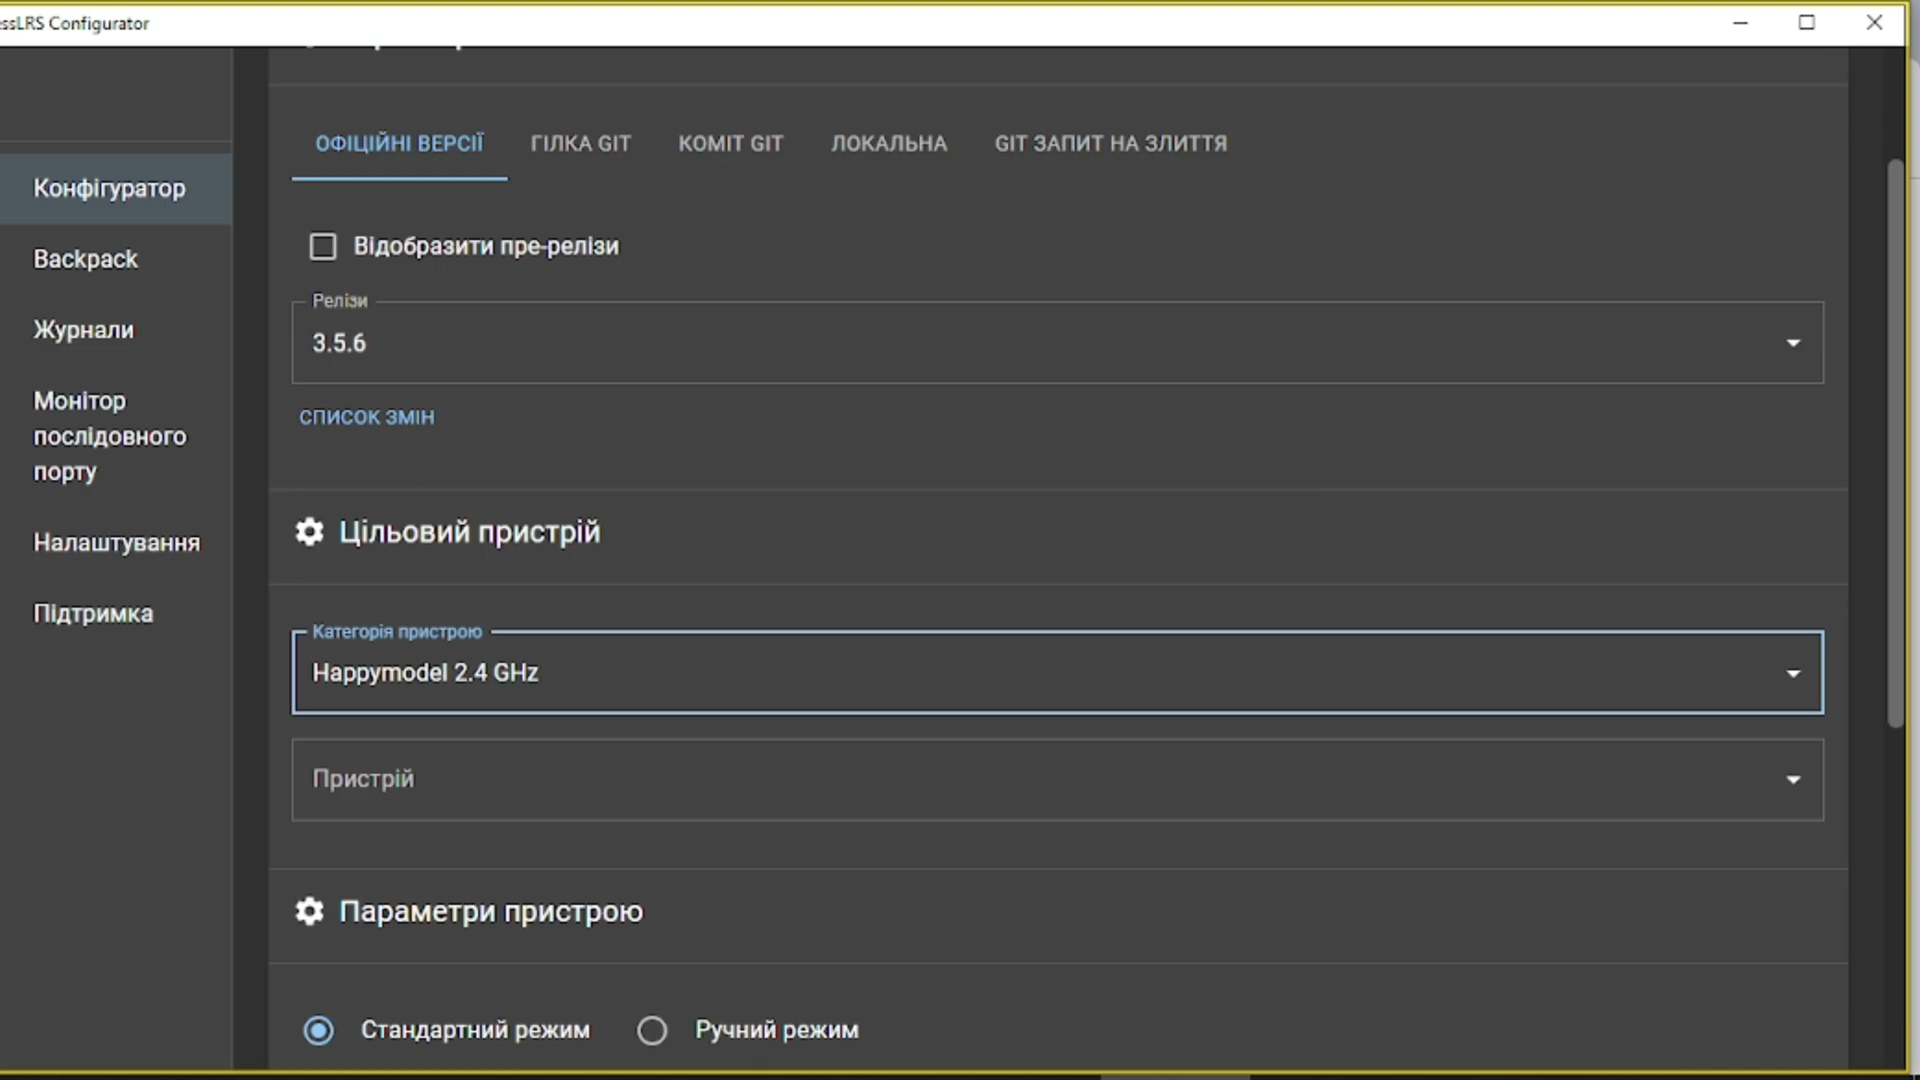 essLRS Configurator
ОФІЦІЙНІ ВЕРСІЇ
ГІЛКА GIT
КОМІТ GIT
ЛОКАЛЬНА
GIT ЗАПИТ НА ЗЛИТТЯ
Конфігуратор
Backpack
Журнали
Монітор
послідовного
порту
Налаштування
Підтримка
Відобразити пре-релізи
Релізи
3.5.6
СПИСОК ЗМІН
Цільовий пристрій
Категорія пристрою
Happymodel 2.4 GHz
Пристрій
Параметри пристрою
Стандартний режим
Ручний режим